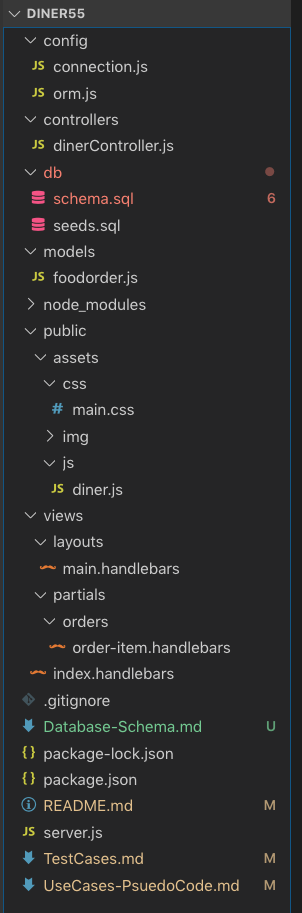 DINER55
config
JS connection.js
JS orm.js
controllers
JS dinerController.js
db
schema.sql 6
seeds.sql
models
JS foodorder.js
node_modules
public
assets
css
# main.css
img
js
JS diner.js
views
layouts
main.handlebars
partials
orders
order-item.handlebars
index.handlebars
.gitignore
Database-Schema.md U
{} package-lock.json
{} package.json
README.md M
server.js
TestCases.md M
UseCases-PsuedoCode.md M